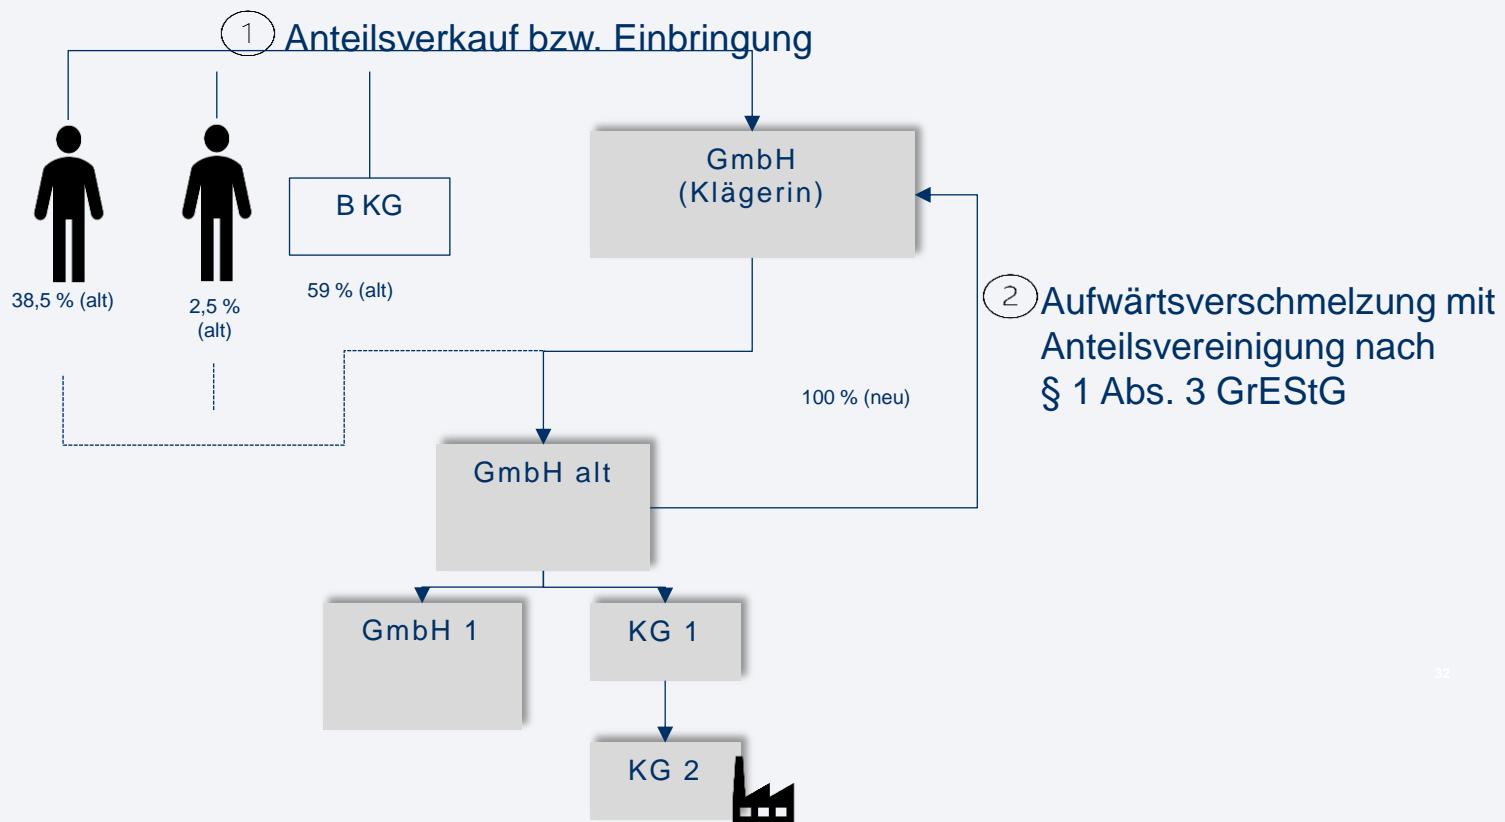 1 Anteilsverkauf bzw. Einbringung
GmbH
(Klägerin)
B KG
38,5 % (alt)
2,5 %
(alt)
59 % (alt)
2 Aufwärtsverschmelzung mit
Anteilsvereinigung nach
§ 1 Abs. 3 GrEStG
100 % (neu)
GmbH alt
GmbH 1
KG 1
32
KG 2